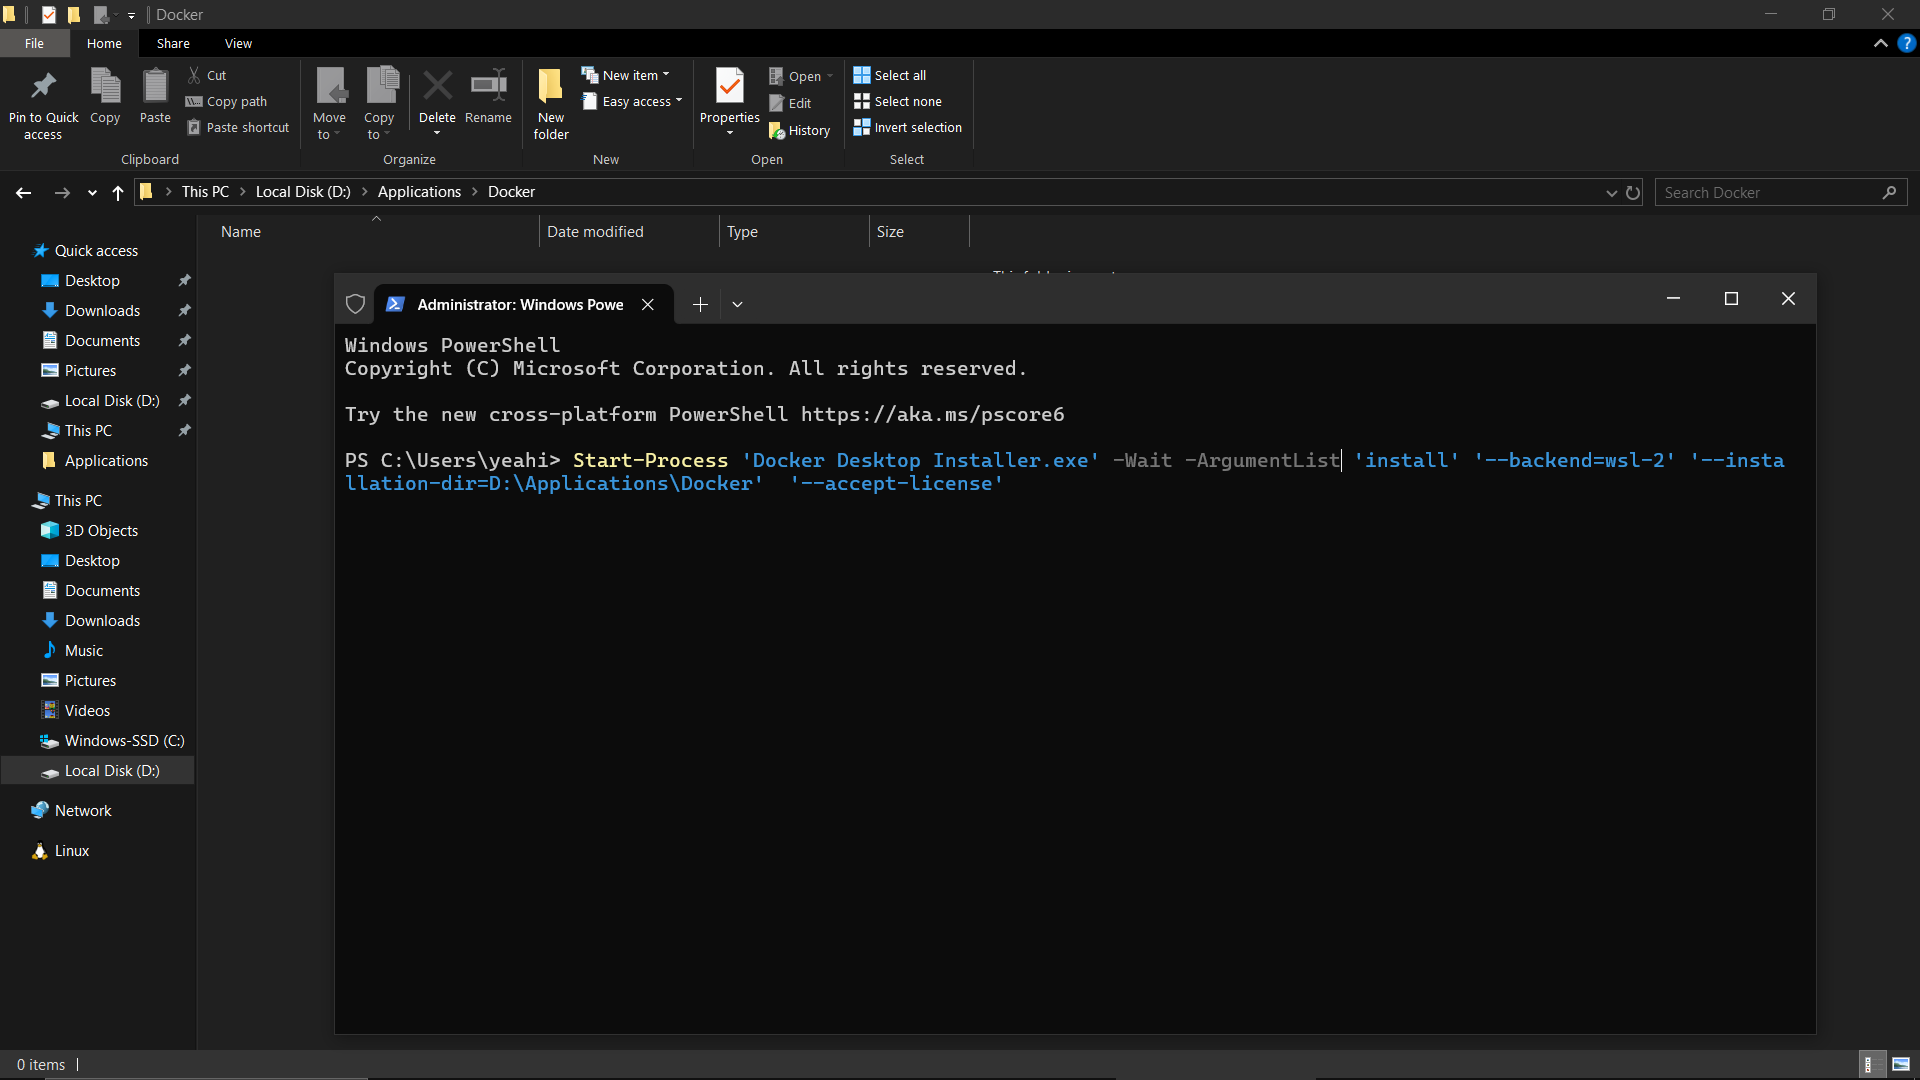 Docker
File Home Share View
Pin to Quick access
Copy
Paste
Cut
Copy path
Paste shortcut
Clipboard
Move to
Copy to
Delete
Rename
Organize
New folder
New item
Easy access
New
Properties
Open
Edit
History
Open
Select all
Select none
Invert selection
Select
This PC Local Disk (D:) Applications Docker
Search Docker
Name Date modified Type Size
Quick access
Desktop
Downloads
Documents
Pictures
Local Disk (D:)
This PC
Applications
This PC
3D Objects
Desktop
Documents
Downloads
Music
Pictures
Videos
Windows-SSD (C:)
Local Disk (D:)
Network
Linux
Administrator: Windows Powe
Windows PowerShell
Copyright (C) Microsoft Corporation. All rights reserved.
Try the new cross-platform PowerShell https://aka.ms/pscore6
PS C:\Users\yeahi> Start-Process 'Docker Desktop Installer.exe' -Wait -ArgumentList 'install' '--backend=wsl-2' '--insta
llation-dir=D:\Applications\Docker'  '--accept-license'
0 items